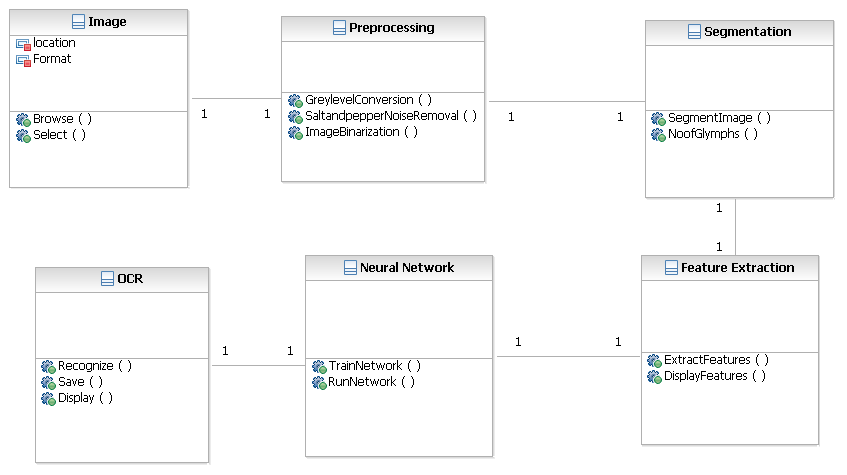 Image
location
Format
Browse ( )
Select ( )
1
1
Preprocessing
GreylevelConversion ( )
SaltandpepperNoiseRemoval ( )
ImageBinarization ( )
1
1
Segmentation
SegmentImage ( )
NoofGlymphs ( )
1
1
OCR
Recognize ( )
Save ( )
Display ( )
1
1
Neural Network
TrainNetwork ( )
RunNetwork ( )
1
1
Feature Extraction
ExtractFeatures ( )
DisplayFeatures ( )